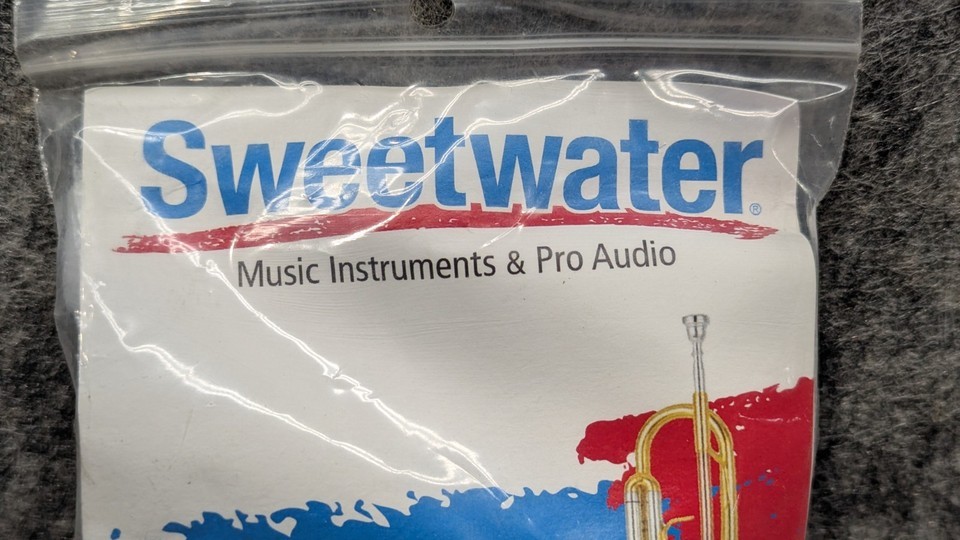 Sweetwater®
Music Instruments & Pro Audio